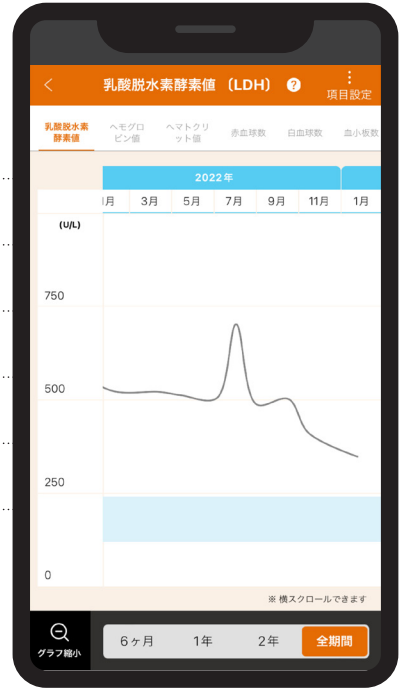 乳酸脱水素酵素値〔LDH〕 ?
項目設定
乳酸脱水素
酵素値
ヘモグロ
ビン値
ヘマトクリ
ット値
赤血球数
白血球数
血小板数
2022年
1月 3月 5月 7月 9月 11月 1月
(U/L)
750
500
250
0
※ 横スクロールできます
グラフ縮小
6ヶ月 1年 2年 全期間